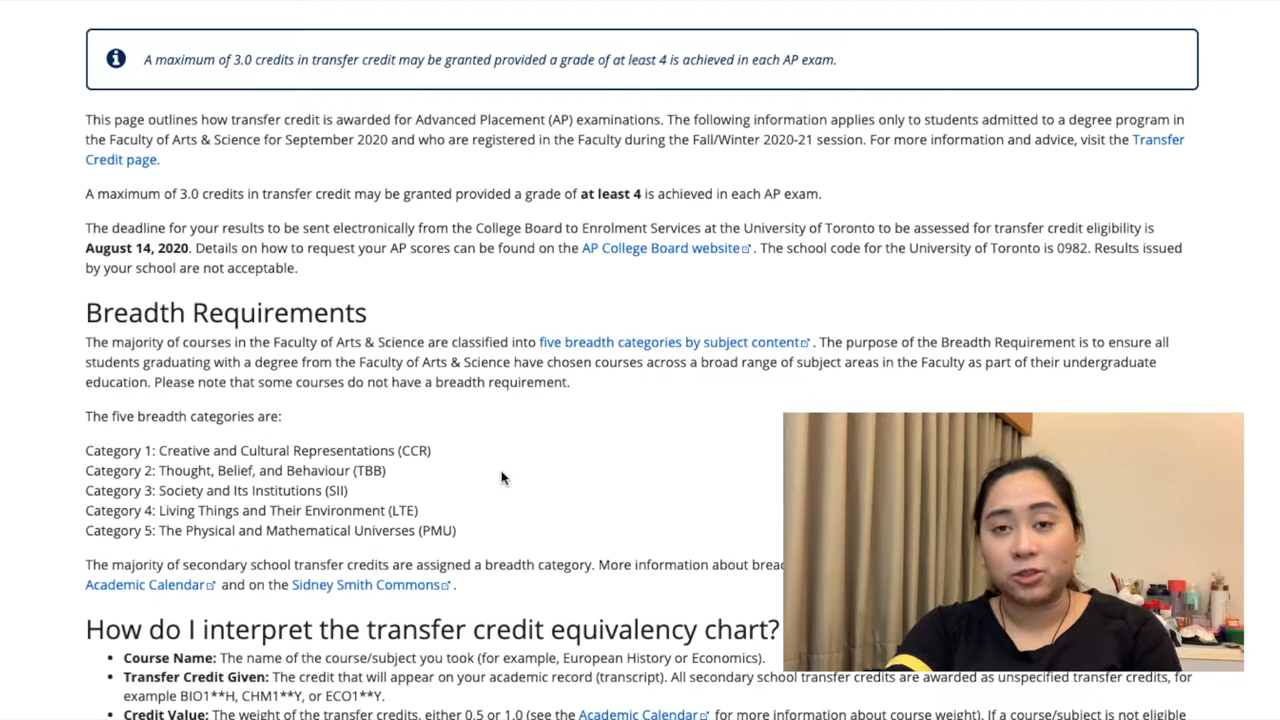 A maximum of 3.0 credits in transfer credit may be granted provided a grade of at least 4 is achieved in each AP exam.
This page outlines how transfer credit is awarded for Advanced Placement (AP) examinations. The following information applies only to students admitted to a degree program in
the Faculty of Arts & Science for September 2020 and who are registered in the Faculty during the Fall/Winter 2020-21 session. For more information and advice, visit the Transfer
Credit page.
A maximum of 3.0 credits in transfer credit may be granted provided a grade of at least 4 is achieved in each AP exam.
The deadline for your results to be sent electronically from the College Board to Enrolment Services at the University of Toronto to be assessed for transfer credit eligibility is
August 14, 2020. Details on how to request your AP scores can be found on the AP College Board website. The school code for the University of Toronto is 0982. Results issued
by your school are not acceptable.
Breadth Requirements
The majority of courses in the Faculty of Arts & Science are classified into five breadth categories by subject content. The purpose of the Breadth Requirement is to ensure all
students graduating with a degree from the Faculty of Arts & Science have chosen courses across a broad range of subject areas in the Faculty as part of their undergraduate
education. Please note that some courses do not have a breadth requirement.
The five breadth categories are:
Category 1: Creative and Cultural Representations (CCR)
Category 2: Thought, Belief, and Behaviour (TBB)
Category 3: Society and Its Institutions (SII)
Category 4: Living Things and Their Environment (LTE)
Category 5: The Physical and Mathematical Universes (PMU)
The majority of secondary school transfer credits are assigned a breadth category. More information about
Academic Calendar and on the Sidney Smith Commons.
How do I interpret the transfer credit equivalency chart?
• Course Name: The name of the course/subject you took (for example, European History or Economics).
• Transfer Credit Given: The credit that will appear on your academic record (transcript). All secondary school transfer credits are awarded as unspecified transfer credits, for
example BIO1**H, CHM1**Y, or ECO1**Y.
• Credit Value: The weight of the transfer credits, either 0.5 or 1.0 (see the Academic Calendar for more information about course weight). If a course/subject is not eligible